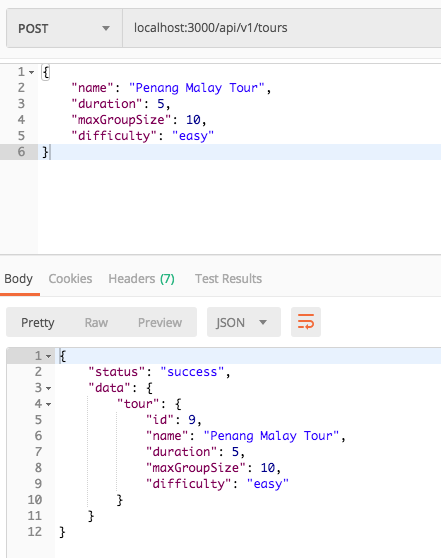 POST localhost:3000/api/v1/tours
1 {
2 "name": "Penang Malay Tour",
3 "duration": 5,
4 "maxGroupSize": 10,
5 "difficulty": "easy"
6 }
Body Cookies Headers (7) Test Results
Pretty Raw Preview JSON
1 {
2 "status": "success",
3 "data": {
4 "tour": {
5 "id": 9,
6 "name": "Penang Malay Tour",
7 "duration": 5,
8 "maxGroupSize": 10,
9 "difficulty": "easy"
10 }
11 }
12 }